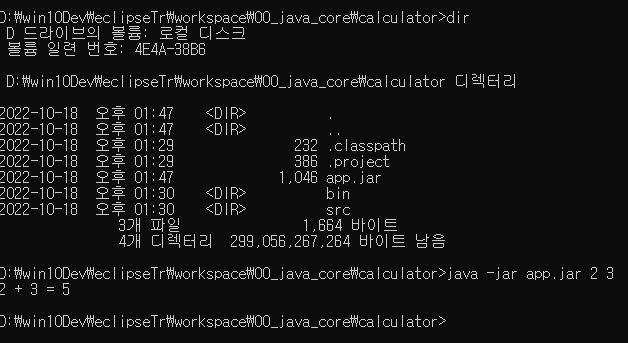 D:₩win10Dev₩eclipseTr₩workspace₩00_java_core₩calculator>dir
D 드라이브의 볼륨: 로컬 디스크
볼륨 일련 번호: 4E4A-38B6
D:₩win10Dev₩eclipseTr₩workspace₩00_java_core₩calculator 디렉터리
2022-10-18 오후 01:47 <DIR> .
2022-10-18 오후 01:47 <DIR> ..
2022-10-18 오후 01:29 232 .classpath
2022-10-18 오후 01:29 386 .project
2022-10-18 오후 01:47 1,046 app.jar
2022-10-18 오후 01:30 <DIR> bin
2022-10-18 오후 01:30 <DIR> src
3개 파일 1,664 바이트
4개 디렉터리 299,056,267,264 바이트 남음
D:₩win10Dev₩eclipseTr₩workspace₩00_java_core₩calculator>java -jar app.jar 2 3
2 + 3 = 5
D:₩win10Dev₩eclipseTr₩workspace₩00_java_core₩calculator>